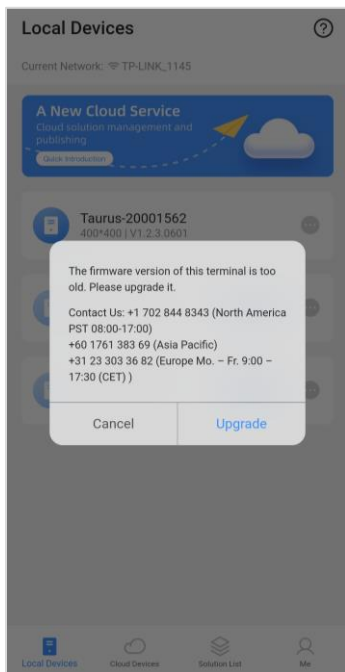 Local Devices
Current Network: TP-LINK_1145
A New Cloud Service
Cloud solution management and
publishing
Quick Introduction
Taurus-20001562
400*400 | V1.2.3.0601
The firmware version of this terminal is too
old. Please upgrade it.
Contact Us: +1 702 844 8343 (North America
PST 08:00-17:00)
+60 1761 383 69 (Asia Pacific)
+31 23 303 36 82 (Europe Mo. – Fr. 9:00 –
17:30 (CET) )
Cancel
Upgrade
Local Devices
Cloud Devices
Solution List
Me